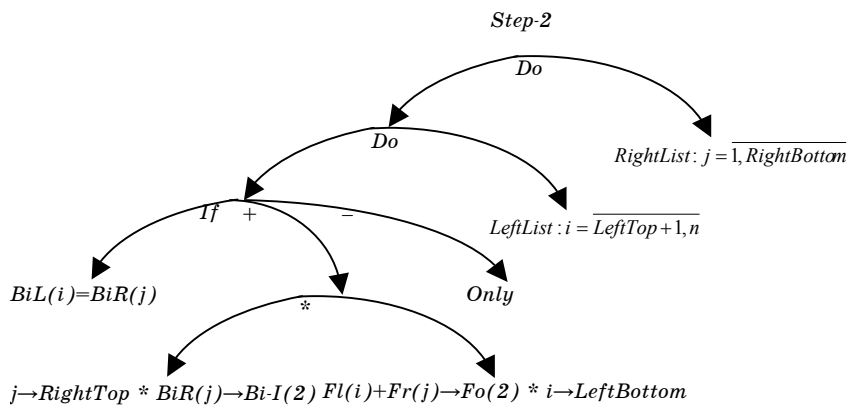 Step-2
Do
Do
RightList: j = 1, RightBottom
If + −
LeftList: i = LeftTop+1, n
BiL(i)=BiR(j)
Only
*
j→RightTop * BiR(j)→Bi-I(2) Fl(i)+Fr(j)→Fo(2) * i→LeftBottom